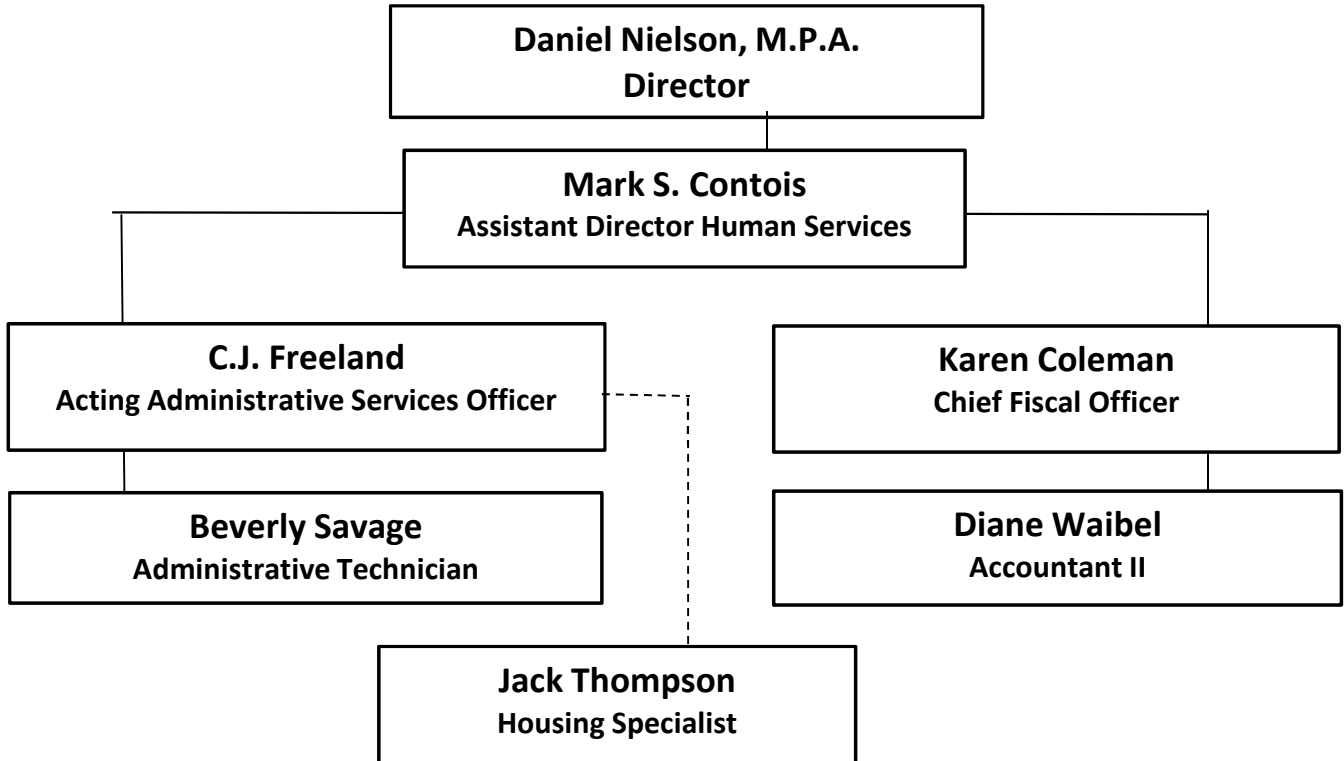 Daniel Nielson, M.P.A.
Director
Mark S. Contois
Assistant Director Human Services
C.J. Freeland
Acting Administrative Services Officer
Karen Coleman
Chief Fiscal Officer
Beverly Savage
Administrative Technician
Diane Waibel
Accountant II
Jack Thompson
Housing Specialist